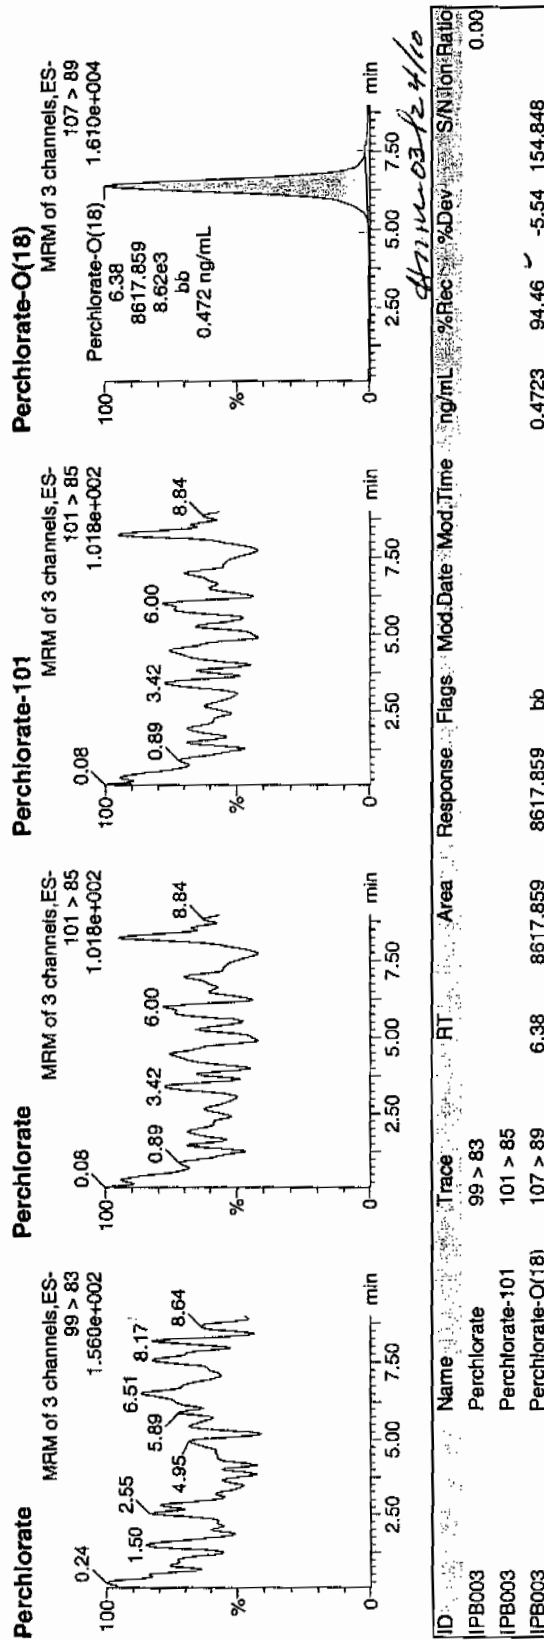 Perchlorate
MRM of 3 channels,ES-
99 > 83
1.560e+002
100
%
0
0.24
1.50
2.55
4.95
5.89
6.51
8.17
8.64
2.50 5.00 7.50 min
Perchlorate
MRM of 3 channels,ES-
101 > 85
1.018e+002
100
%
0
0.08
0.89
3.42
6.00
8.84
2.50 5.00 7.50 min
Perchlorate-101
MRM of 3 channels,ES-
101 > 85
1.018e+002
100
%
0
0.08
0.89
3.42
6.00
8.84
2.50 5.00 7.50 min
Perchlorate-O(18)
MRM of 3 channels,ES-
107 > 89
1.610e+004
100
%
0
Perchlorate-O(18)
6.38
8617.859
8.62e3
bb
0.472 ng/mL
2.50 5.00 7.50 min
ID Name Trace RT Area Response Flags Mod.Date Mod.Time ng/mL %Rec %Dev S/N Ion Ratio
IPB003 Perchlorate 99 > 83 0.00
IPB003 Perchlorate-101 101 > 85
IPB003 Perchlorate-O(18) 107 > 89 6.38 8617.859 8617.859 bb 0.4723 94.46 -5.54 154.848